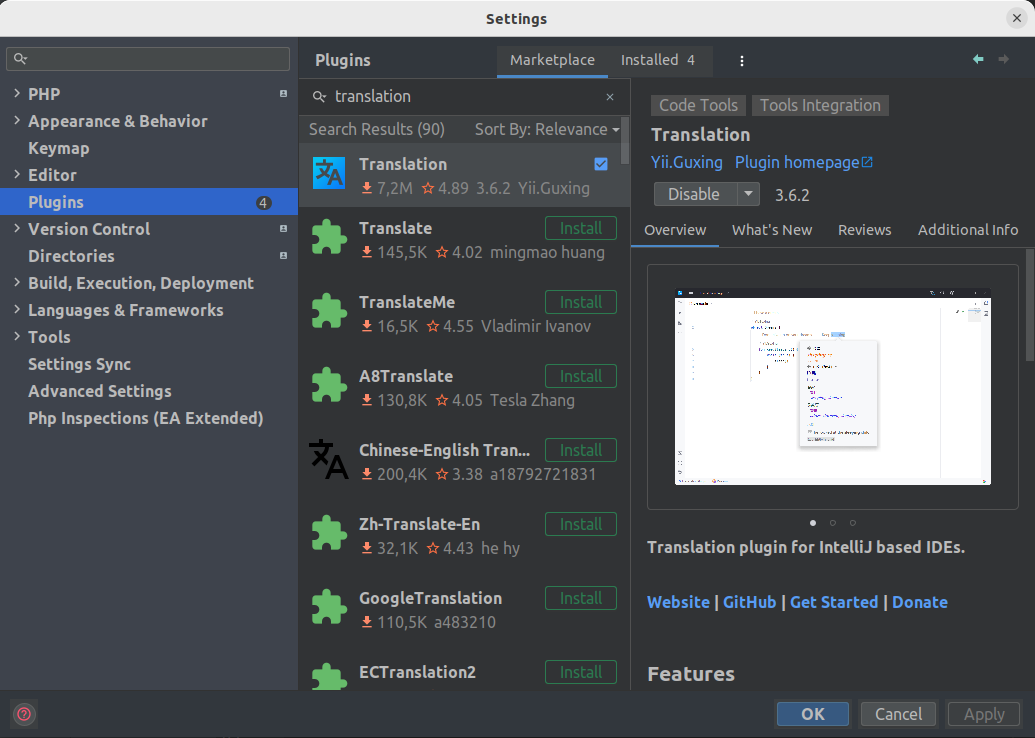 Settings
PHP
Appearance & Behavior
Keymap
Editor
Plugins 4
Version Control
Directories
Build, Execution, Deployment
Languages & Frameworks
Tools
Settings Sync
Advanced Settings
Php Inspections (EA Extended)
Plugins Marketplace Installed 4
translation
Search Results (90) Sort By: Relevance
Translation
7,2M 4.89 3.6.2 Yii.Guxing
Translate Install
145,5K 4.02 mingmao huang
TranslateMe Install
16,5K 4.55 Vladimir Ivanov
A8Translate Install
130,8K 4.05 Tesla Zhang
Chinese-English Tran... Install
200,4K 3.38 a18792721831
Zh-Translate-En Install
32,1K 4.43 he hy
GoogleTranslation Install
110,5K a483210
ECTranslation2 Install
Code Tools Tools Integration
Translation
Yii.Guxing Plugin homepage
Disable 3.6.2
Overview What's New Reviews Additional Info
Translation plugin for IntelliJ based IDEs.
Website | GitHub | Get Started | Donate
Features
OK Cancel Apply